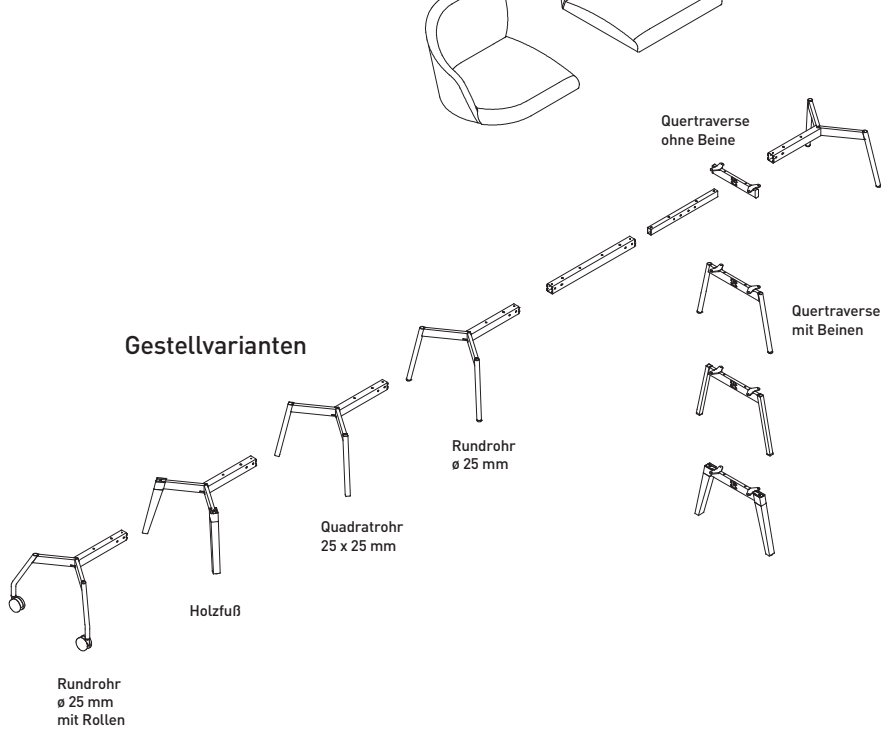 Quertraverse
ohne Beine
Quertraverse
mit Beinen
Gestellvarianten
Rundrohr
ø 25 mm
Quadratrohr
25 x 25 mm
Holzfuß
Rundrohr
ø 25 mm
mit Rollen